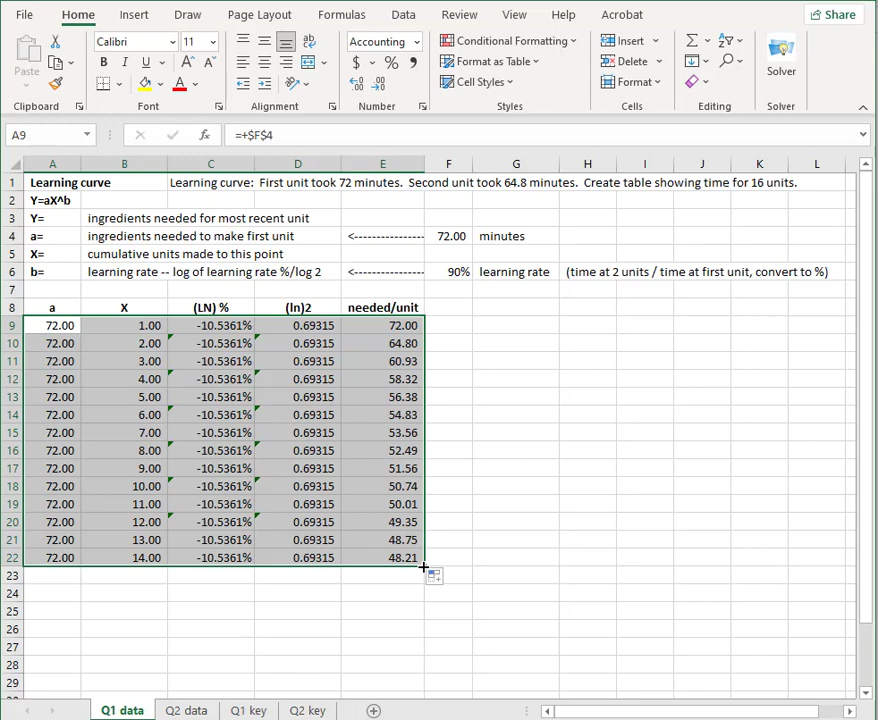 File Home Insert Draw Page Layout Formulas Data Review View Help Acrobat Share
Paste
Calibri 11
B I U A A
A
ab
Accounting
$ % ,
Conditional Formatting
Format as Table
Cell Styles
Insert
Delete
Format
Solver
Clipboard Font Alignment Number Styles Cells Editing Solver
A9 fx =+$F$4
A B C D E F G H I J K L
1 Learning curve Learning curve: First unit took 72 minutes. Second unit took 64.8 minutes. Create table showing time for 16 units.
2 Y=aX^b
3 Y= ingredients needed for most recent unit
4 a= ingredients needed to make first unit <---------------- 72.00 minutes
5 X= cumulative units made to this point
6 b= learning rate -- log of learning rate %/log 2 <---------------- 90% learning rate (time at 2 units / time at first unit, convert to %)
7
8 a X (LN) % (ln)2 needed/unit
9 72.00 1.00 -10.5361% 0.69315 72.00
10 72.00 2.00 -10.5361% 0.69315 64.80
11 72.00 3.00 -10.5361% 0.69315 60.93
12 72.00 4.00 -10.5361% 0.69315 58.32
13 72.00 5.00 -10.5361% 0.69315 56.38
14 72.00 6.00 -10.5361% 0.69315 54.83
15 72.00 7.00 -10.5361% 0.69315 53.56
16 72.00 8.00 -10.5361% 0.69315 52.49
17 72.00 9.00 -10.5361% 0.69315 51.56
18 72.00 10.00 -10.5361% 0.69315 50.74
19 72.00 11.00 -10.5361% 0.69315 50.01
20 72.00 12.00 -10.5361% 0.69315 49.35
21 72.00 13.00 -10.5361% 0.69315 48.75
22 72.00 14.00 -10.5361% 0.69315 48.21
23
24
25
26
27
28
29
Q1 data Q2 data Q1 key Q2 key